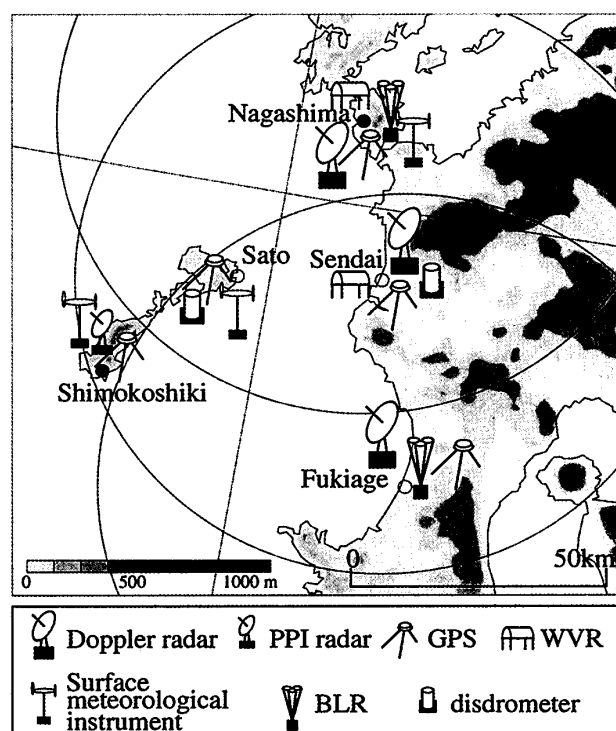 Nagashima
Sato
Sendai
Shimokoshiki
Fukiage
0 50km
0 500 1000 m
Doppler radar PPI radar GPS WVR
Surface
meteorological
instrument
BLR disdrometer